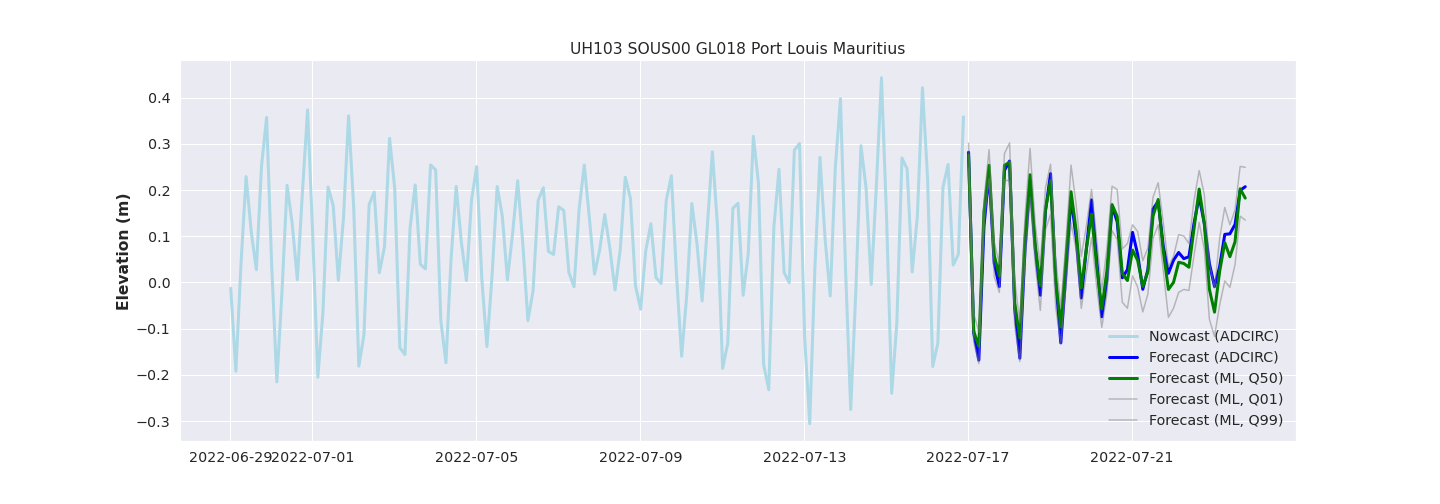 UH103 SOUS00 GL018 Port Louis Mauritius
Elevation (m)
0.4
0.3
0.2
0.1
0.0
−0.1
−0.2
−0.3
Nowcast (ADCIRC)
Forecast (ADCIRC)
Forecast (ML, Q50)
Forecast (ML, Q01)
Forecast (ML, Q99)
2022-06-29 2022-07-01 2022-07-05 2022-07-09 2022-07-13 2022-07-17 2022-07-21